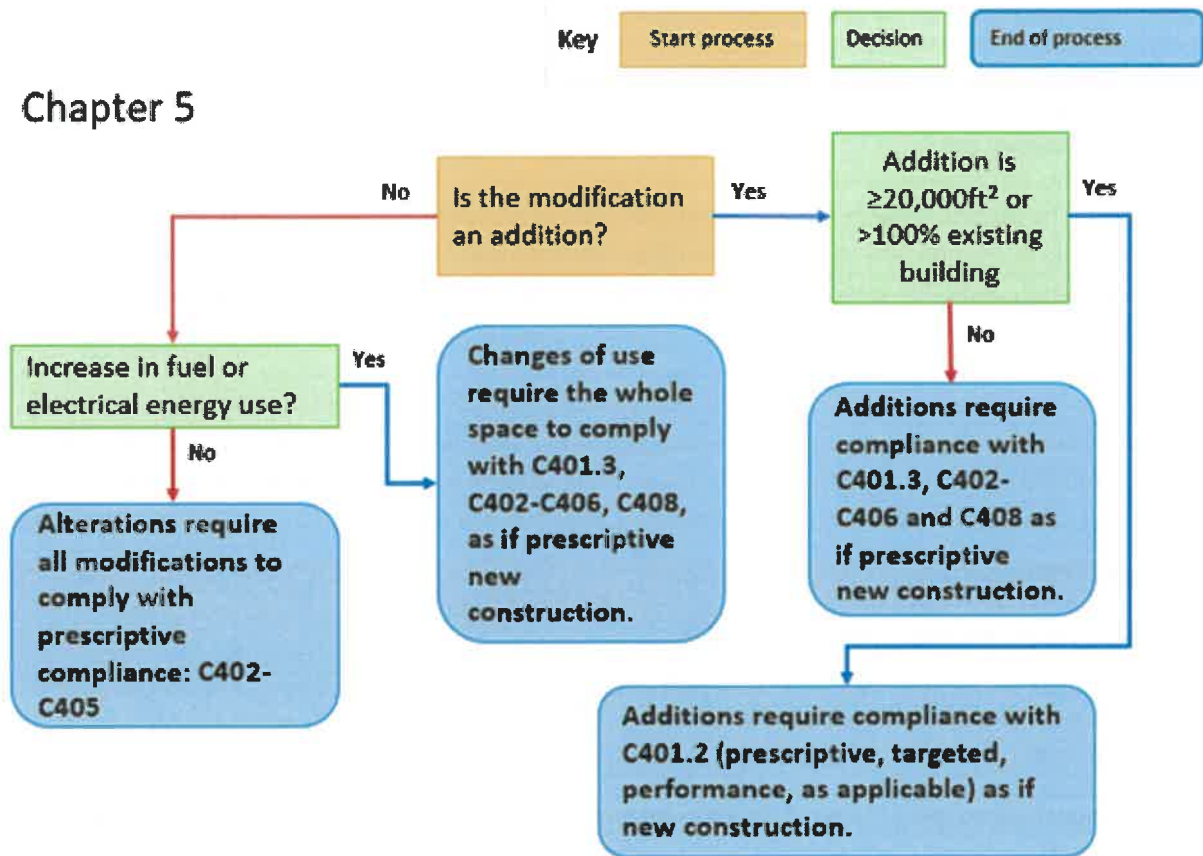 Key
Start process
Decision
End of process
Chapter 5
No
Is the modification
an addition?
Yes
Addition is
≥20,000ft² or
>100% existing
building
Yes
No
Increase in fuel or
electrical energy use?
Yes
No
Changes of use
require the whole
space to comply
with C401.3,
C402-C406, C408,
as if prescriptive
new
construction.
Additions require
compliance with
C401.3, C402-
C406 and C408 as
if prescriptive
new construction.
Alterations require
all modifications to
comply with
prescriptive
compliance: C402-
C405
Additions require compliance with
C401.2 (prescriptive, targeted,
performance, as applicable) as if
new construction.